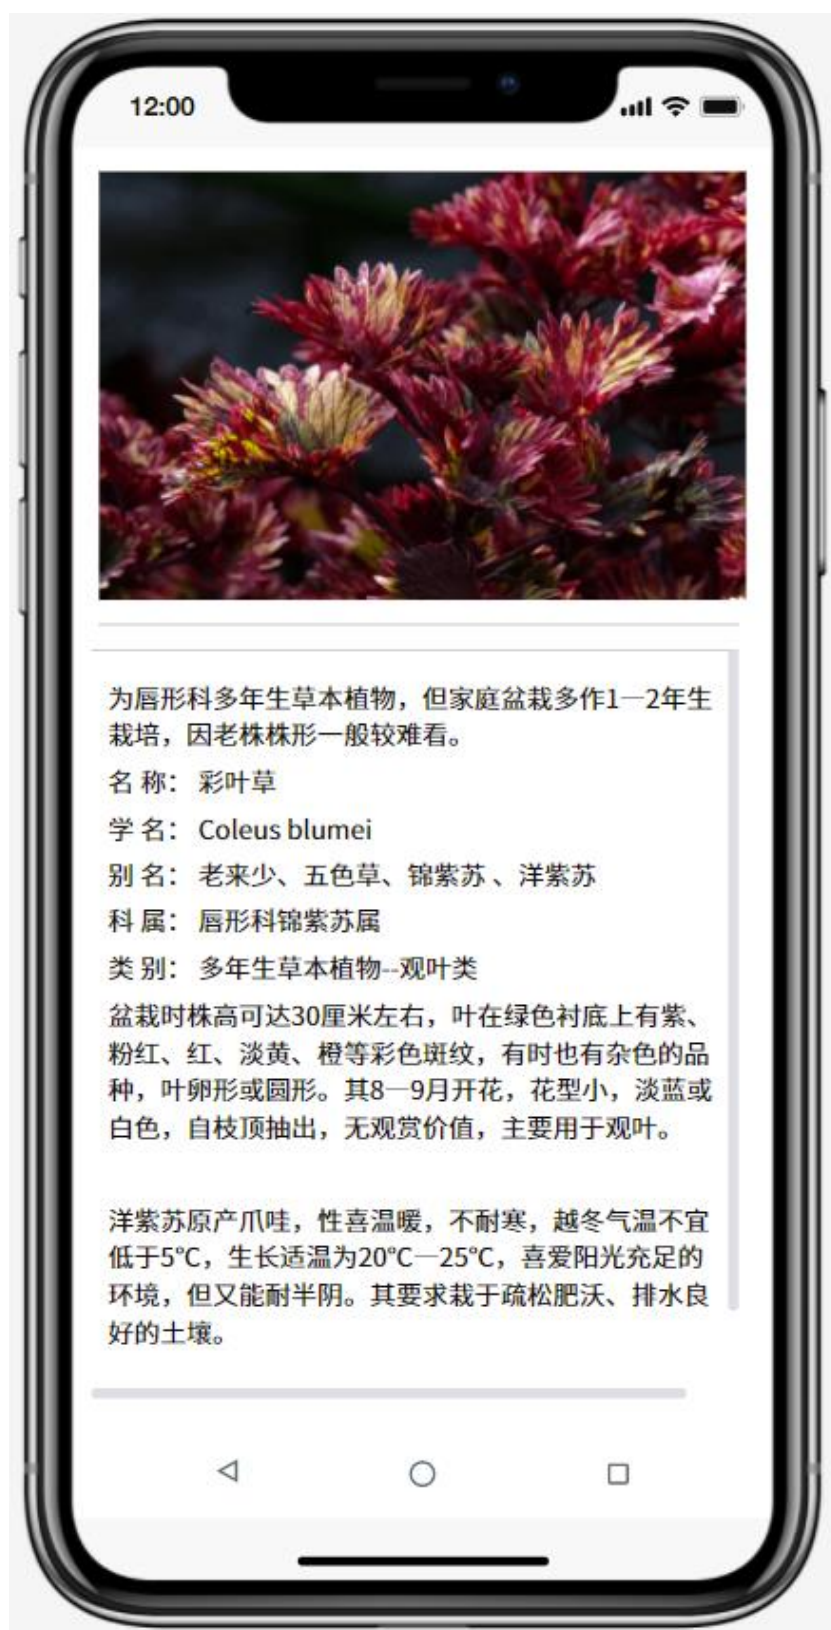 12:00
为唇形科多年生草本植物，但家庭盆栽多作1—2年生
栽培，因老株株形一般较难看。
名 称： 彩叶草
学 名： Coleus blumei
别 名： 老来少、五色草、锦紫苏 、洋紫苏
科 属： 唇形科锦紫苏属
类 别： 多年生草本植物--观叶类
盆栽时株高可达30厘米左右，叶在绿色衬底上有紫、
粉红、红、淡黄、橙等彩色斑纹，有时也有杂色的品
种，叶卵形或圆形。其8—9月开花，花型小，淡蓝或
白色，自枝顶抽出，无观赏价值，主要用于观叶。
洋紫苏原产爪哇，性喜温暖，不耐寒，越冬气温不宜
低于5℃，生长适温为20℃—25℃，喜爱阳光充足的
环境，但又能耐半阴。其要求栽于疏松肥沃、排水良
好的土壤。